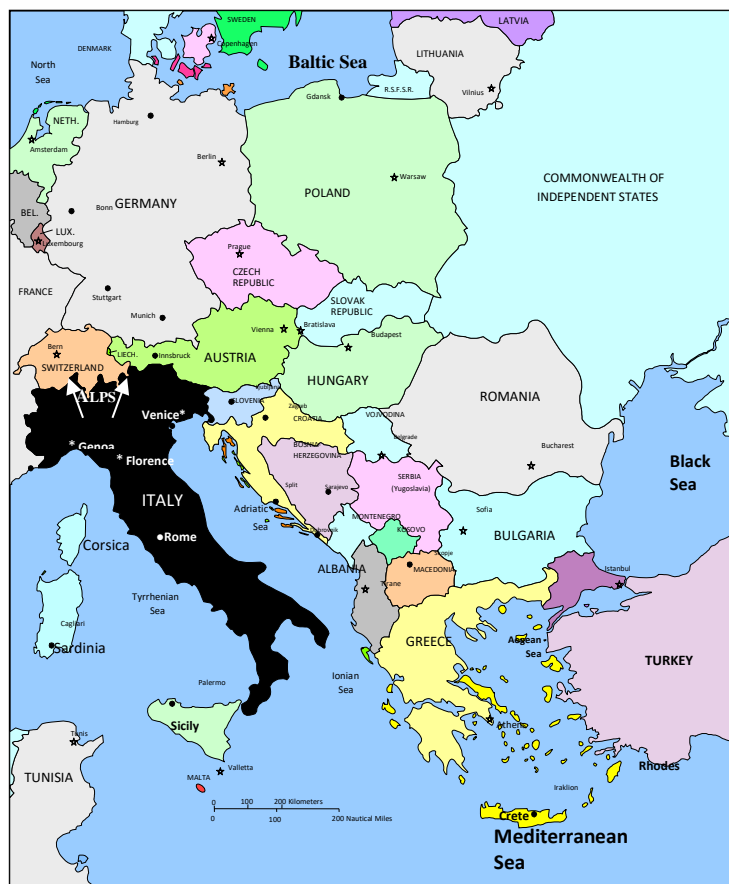 SWEDEN
LATVIA
Copenhagen
DENMARK
North
Sea
Baltic Sea
LITHUANIA
R.S.F.S.R.
Vilnius
Gdansk
NETH.
Hamburg
Amsterdam
Berlin
Warsaw
COMMONWEALTH OF
INDEPENDENT STATES
POLAND
GERMANY
BEL.
Bonn
LUX.
Luxembourg
Prague
CZECH
REPUBLIC
FRANCE
Stuttgart
Munich
SLOVAK
REPUBLIC
Vienna
Bratislava
Budapest
Bern
LIECH.
Innsbruck
AUSTRIA
SWITZERLAND
HUNGARY
ALPS
Ljubljana
SLOVENIA
ROMANIA
Zagreb
CROATIA
VOJVODINA
Venice*
Belgrade
BOSNIA
HERZEGOVINA
Bucharest
* Genoa
* Florence
Black
Sea
SERBIA
(Yugoslavia)
Split
Sarajevo
ITALY
Adriatic
Sea
MONTENEGRO
Sofia
BULGARIA
Dubrovnik
KOSOVO
Rome
Corsica
Skopje
ALBANIA
MACEDONIA
Istanbul
Tirane
Tyrrhenian
Sea
Cagliari
Sardinia
GREECE
Aegean
Sea
TURKEY
Ionian
Sea
Palermo
Sicily
Athens
Tunis
TUNISIA
Valletta
MALTA
Rhodes
Iraklion
0 100 200 Kilometers
0 100 200 Nautical Miles
Crete
Mediterranean
Sea